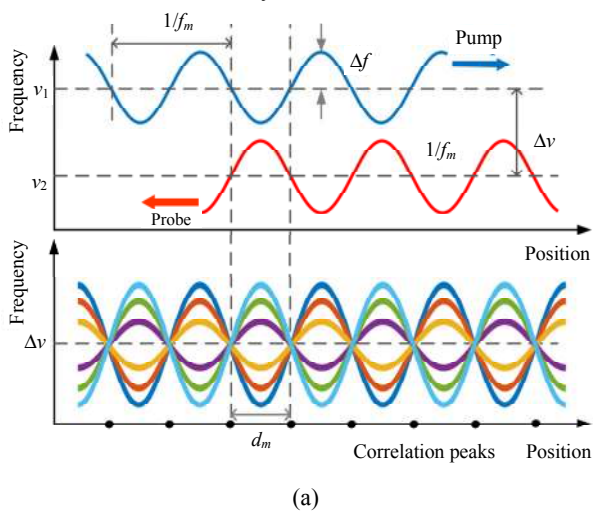 1/fm
Pump
Frequency
Δf
v1
1/fm
Δv
v2
Probe
Position
Frequency
Δv
dm
Correlation peaks
Position
(a)